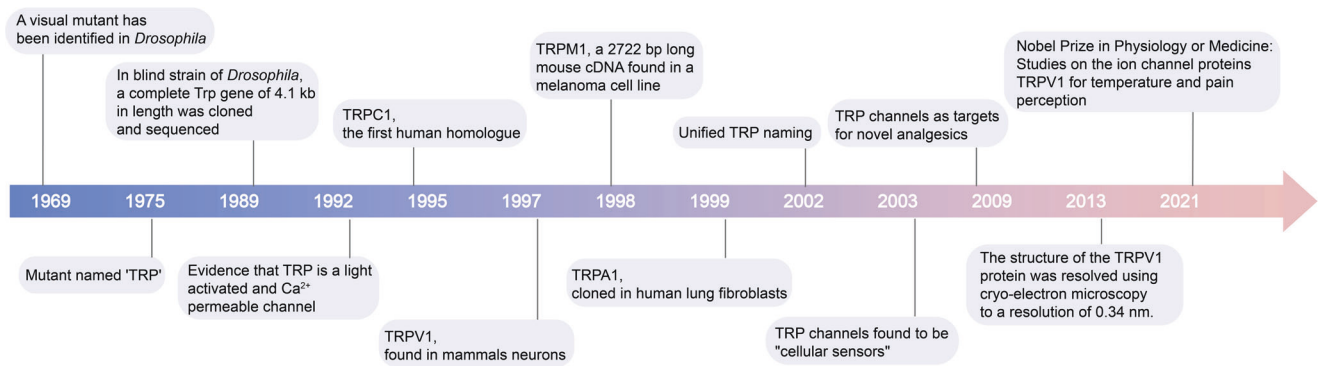 A visual mutant has
been identified in Drosophila
In blind strain of Drosophila,
a complete Trp gene of 4.1 kb
in length was cloned
and sequenced
TRPC1,
the first human homologue
TRPM1, a 2722 bp long
mouse cDNA found in a
melanoma cell line
Unified TRP naming
TRP channels as targets
for novel analgesics
Nobel Prize in Physiology or Medicine:
Studies on the ion channel proteins
TRPV1 for temperature and pain
perception
1969 1975 1989 1992 1995 1997 1998 1999 2002 2003 2009 2013 2021
Mutant named 'TRP'
Evidence that TRP is a light
activated and Ca²⁺
permeable channel
TRPV1,
found in mammals neurons
TRPA1,
cloned in human lung fibroblasts
TRP channels found to be
"cellular sensors"
The structure of the TRPV1
protein was resolved using
cryo-electron microscopy
to a resolution of 0.34 nm.